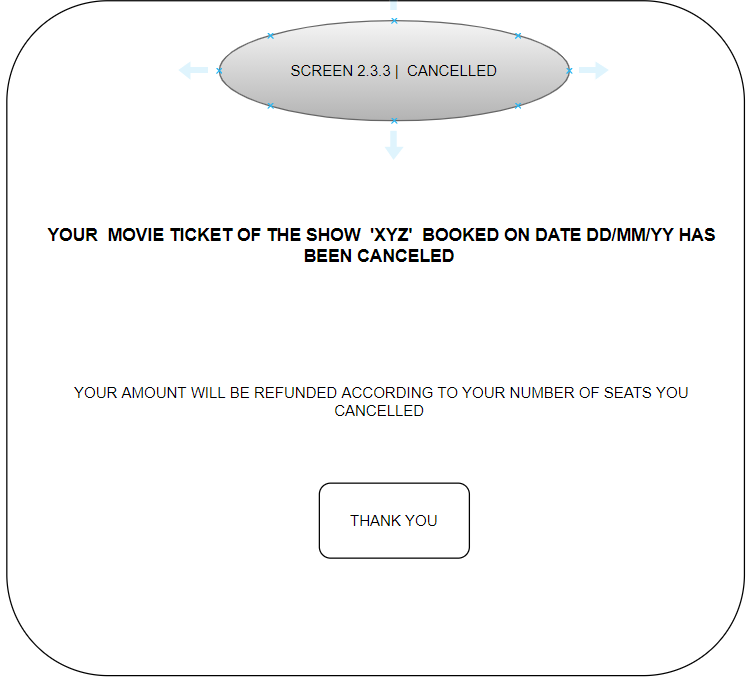 SCREEN 2.3.3 | CANCELLED
YOUR MOVIE TICKET OF THE SHOW 'XYZ' BOOKED ON DATE DD/MM/YY HAS
BEEN CANCELED
YOUR AMOUNT WILL BE REFUNDED ACCORDING TO YOUR NUMBER OF SEATS YOU
CANCELLED
THANK YOU